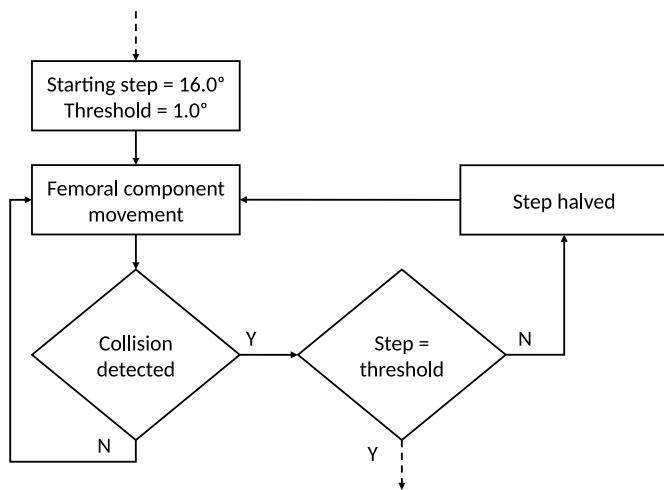 Starting step = 16.0°
Threshold = 1.0°
Femoral component
movement
Step halved
Collision
detected
Y
Step =
threshold
N
N
Y